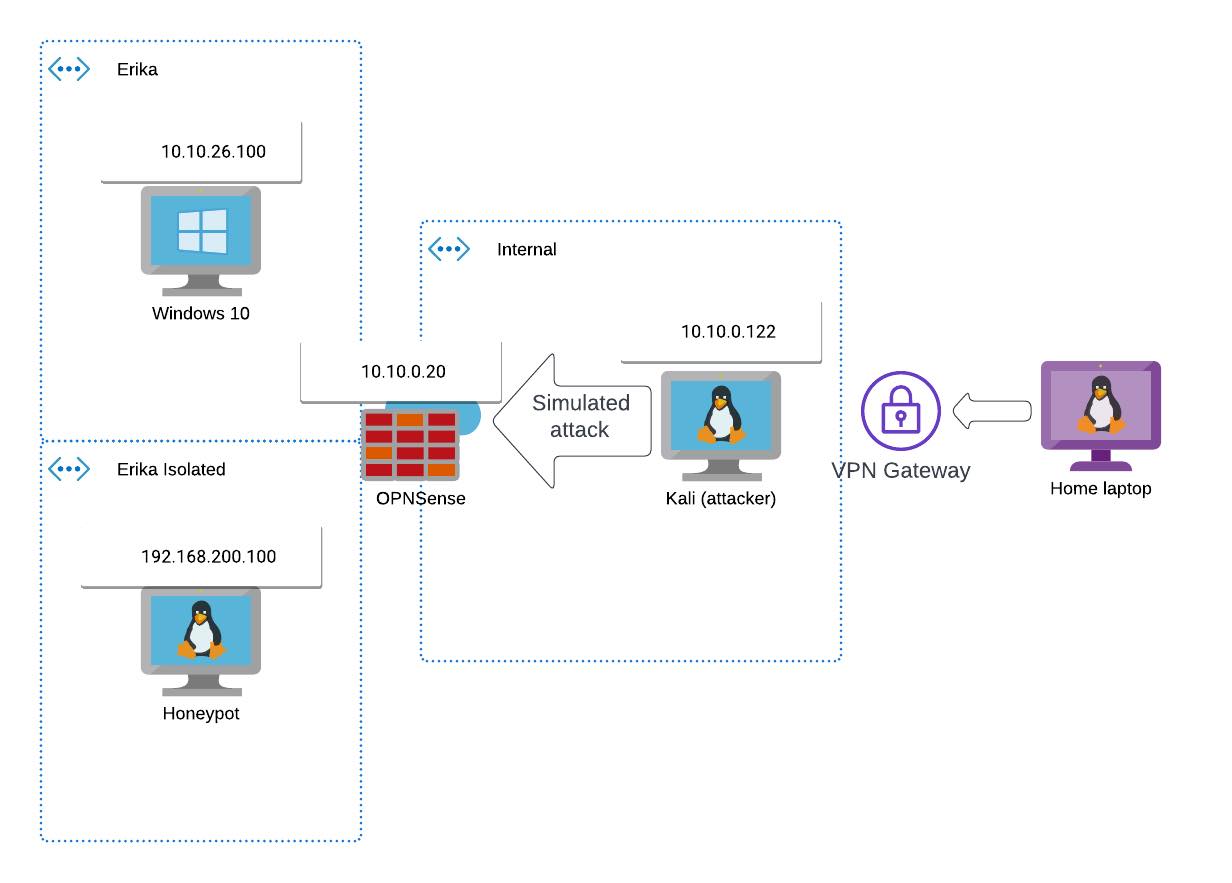 Erika
10.10.26.100
Windows 10
Internal
10.10.0.122
10.10.0.20
Simulated
attack
OPNSense
Kali (attacker)
VPN Gateway
Home laptop
Erika Isolated
192.168.200.100
Honeypot